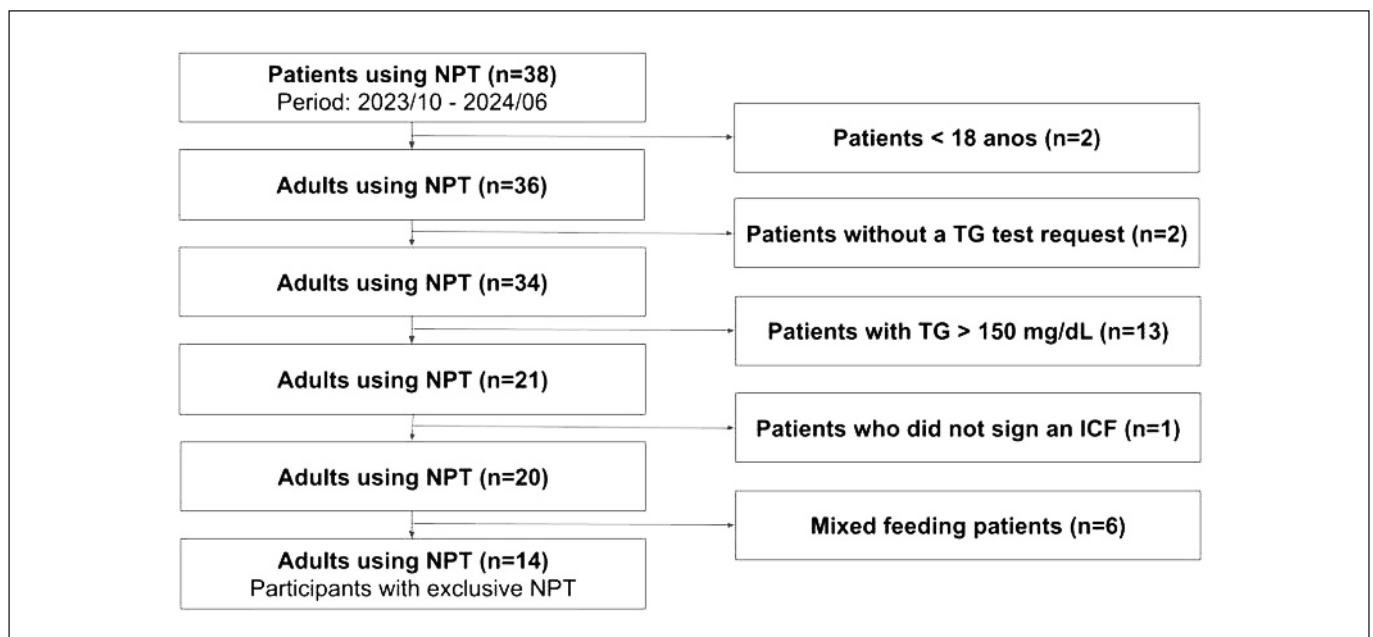 Patients using NPT (n=38)
Period: 2023/10 - 2024/06
Patients < 18 anos (n=2)
Adults using NPT (n=36)
Patients without a TG test request (n=2)
Adults using NPT (n=34)
Patients with TG > 150 mg/dL (n=13)
Adults using NPT (n=21)
Patients who did not sign an ICF (n=1)
Adults using NPT (n=20)
Mixed feeding patients (n=6)
Adults using NPT (n=14)
Participants with exclusive NPT